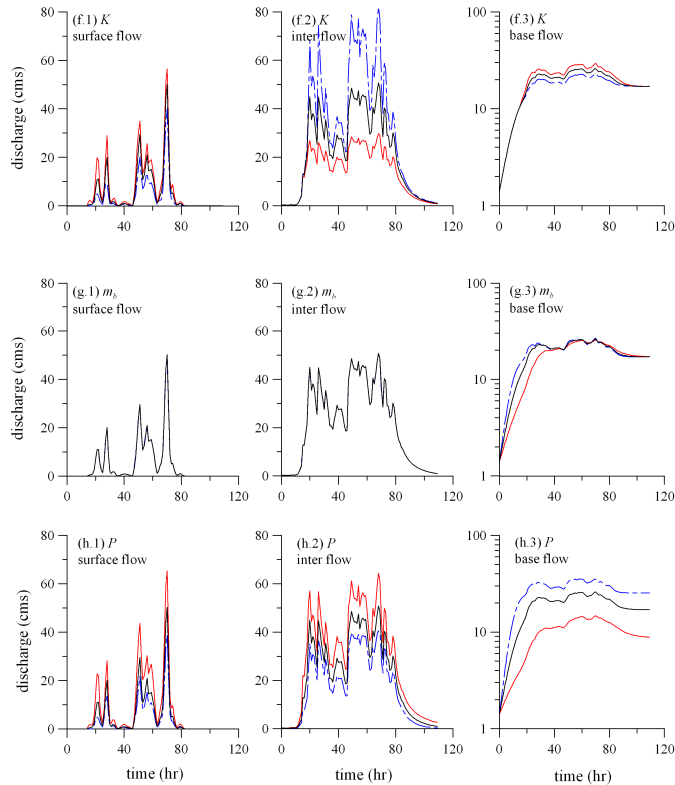 (f.1) K
surface flow
(f.2) K
inter flow
(f.3) K
base flow
80
60
40
20
0
0 40 80 120
80
60
40
20
0
0 40 80 120
100
10
1
0 40 80 120
discharge (cms)
(g.1) mb
surface flow
(g.2) mb
inter flow
(g.3) mb
base flow
80
60
40
20
0
0 40 80 120
80
60
40
20
0
0 40 80 120
100
10
1
0 40 80 120
discharge (cms)
(h.1) P
surface flow
(h.2) P
inter flow
(h.3) P
base flow
80
60
40
20
0
0 40 80 120
80
60
40
20
0
0 40 80 120
100
10
1
0 40 80 120
discharge (cms)
time (hr)
time (hr)
time (hr)